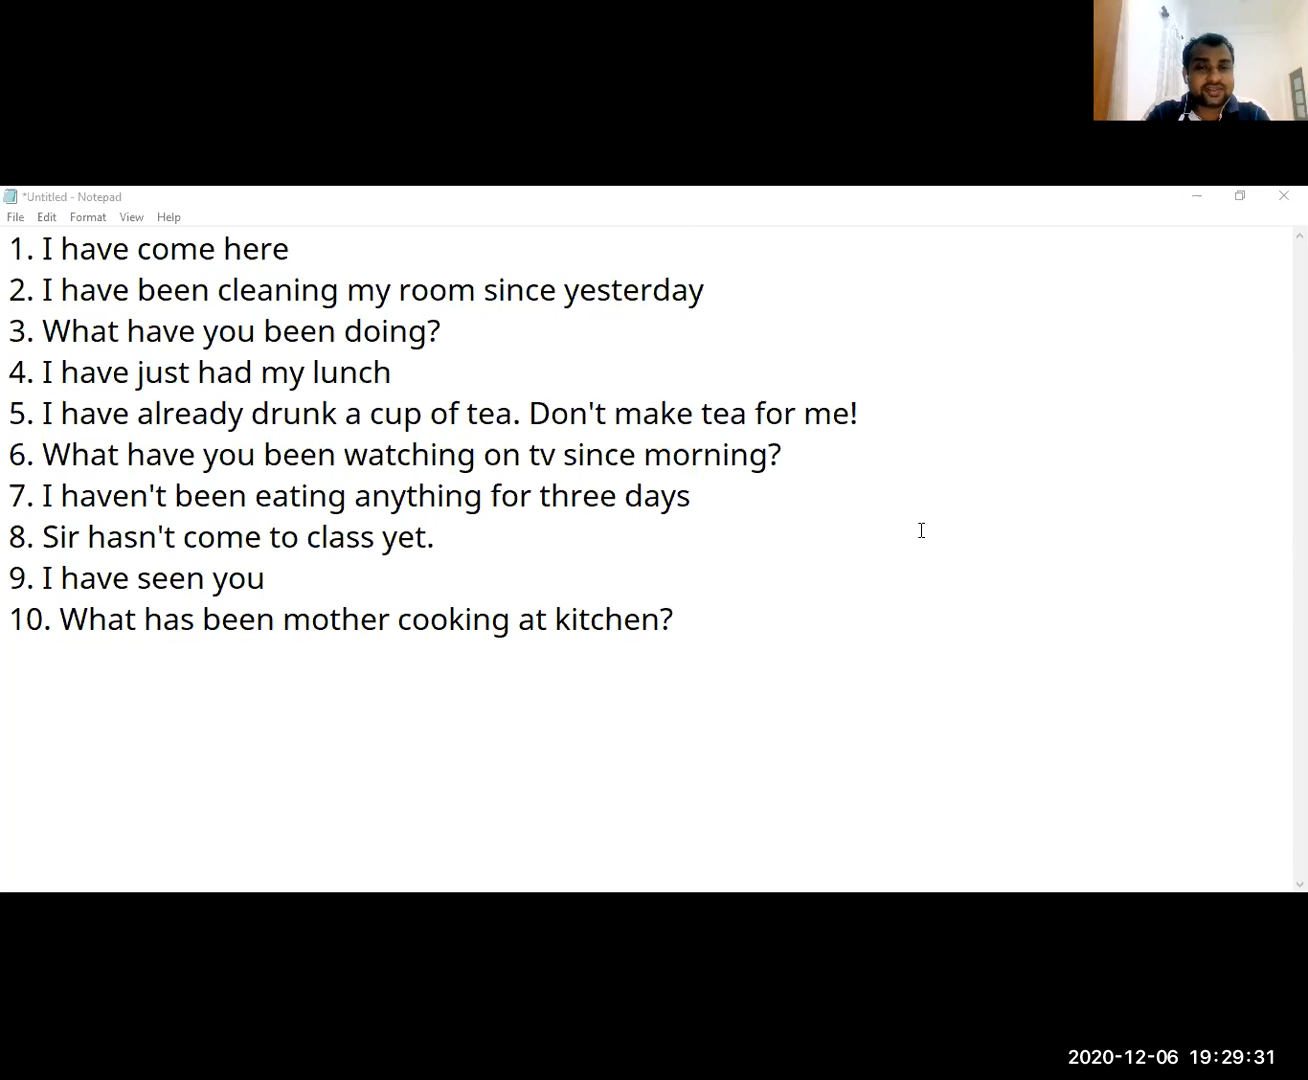 *Untitled - Notepad
File Edit Format View Help
1. I have come here
2. I have been cleaning my room since yesterday
3. What have you been doing?
4. I have just had my lunch
5. I have already drunk a cup of tea. Don't make tea for me!
6. What have you been watching on tv since morning?
7. I haven't been eating anything for three days
8. Sir hasn't come to class yet.
9. I have seen you
10. What has been mother cooking at kitchen?
2020-12-06 19:29:31